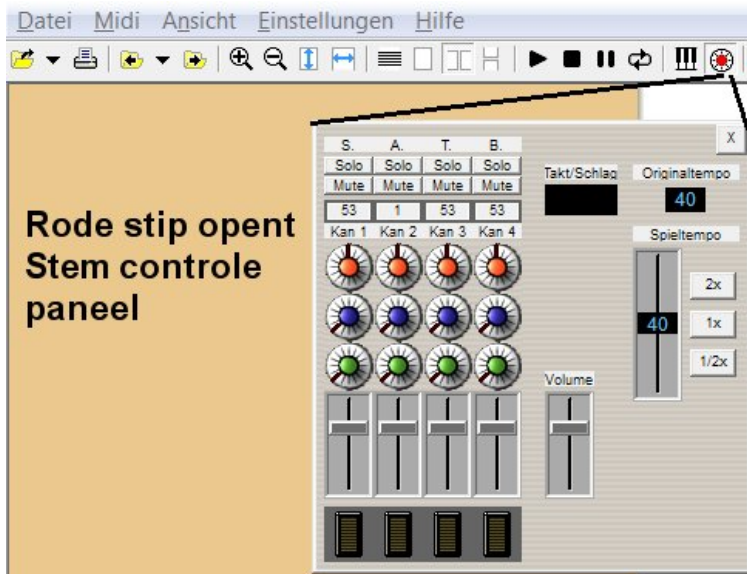 Datei Midi Ansicht Einstellungen Hilfe
X
S. A. T. B.
Solo Solo Solo Solo
Mute Mute Mute Mute
53 1 53 53
Kan 1 Kan 2 Kan 3 Kan 4
Takt/Schlag Originaltempo
40
Spieltempo
2x
40 1x
1/2x
Volume
Rode stip opent
Stem controle
paneel